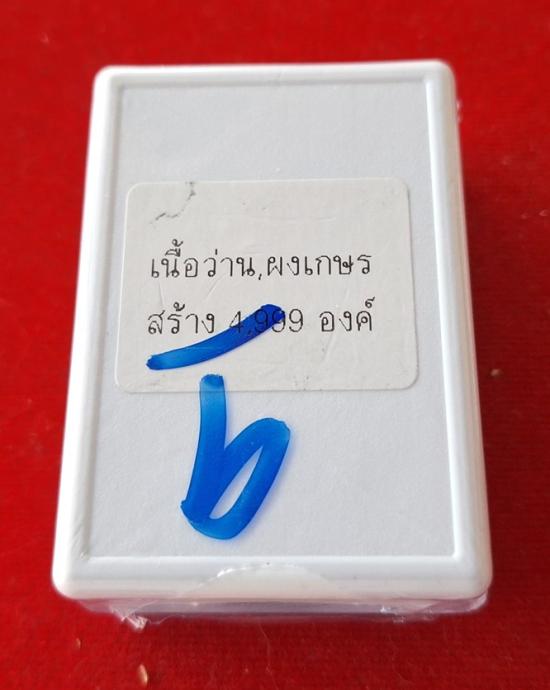 เนื้อว่าน,ผงเกษร
สร้าง 4,999 องค์